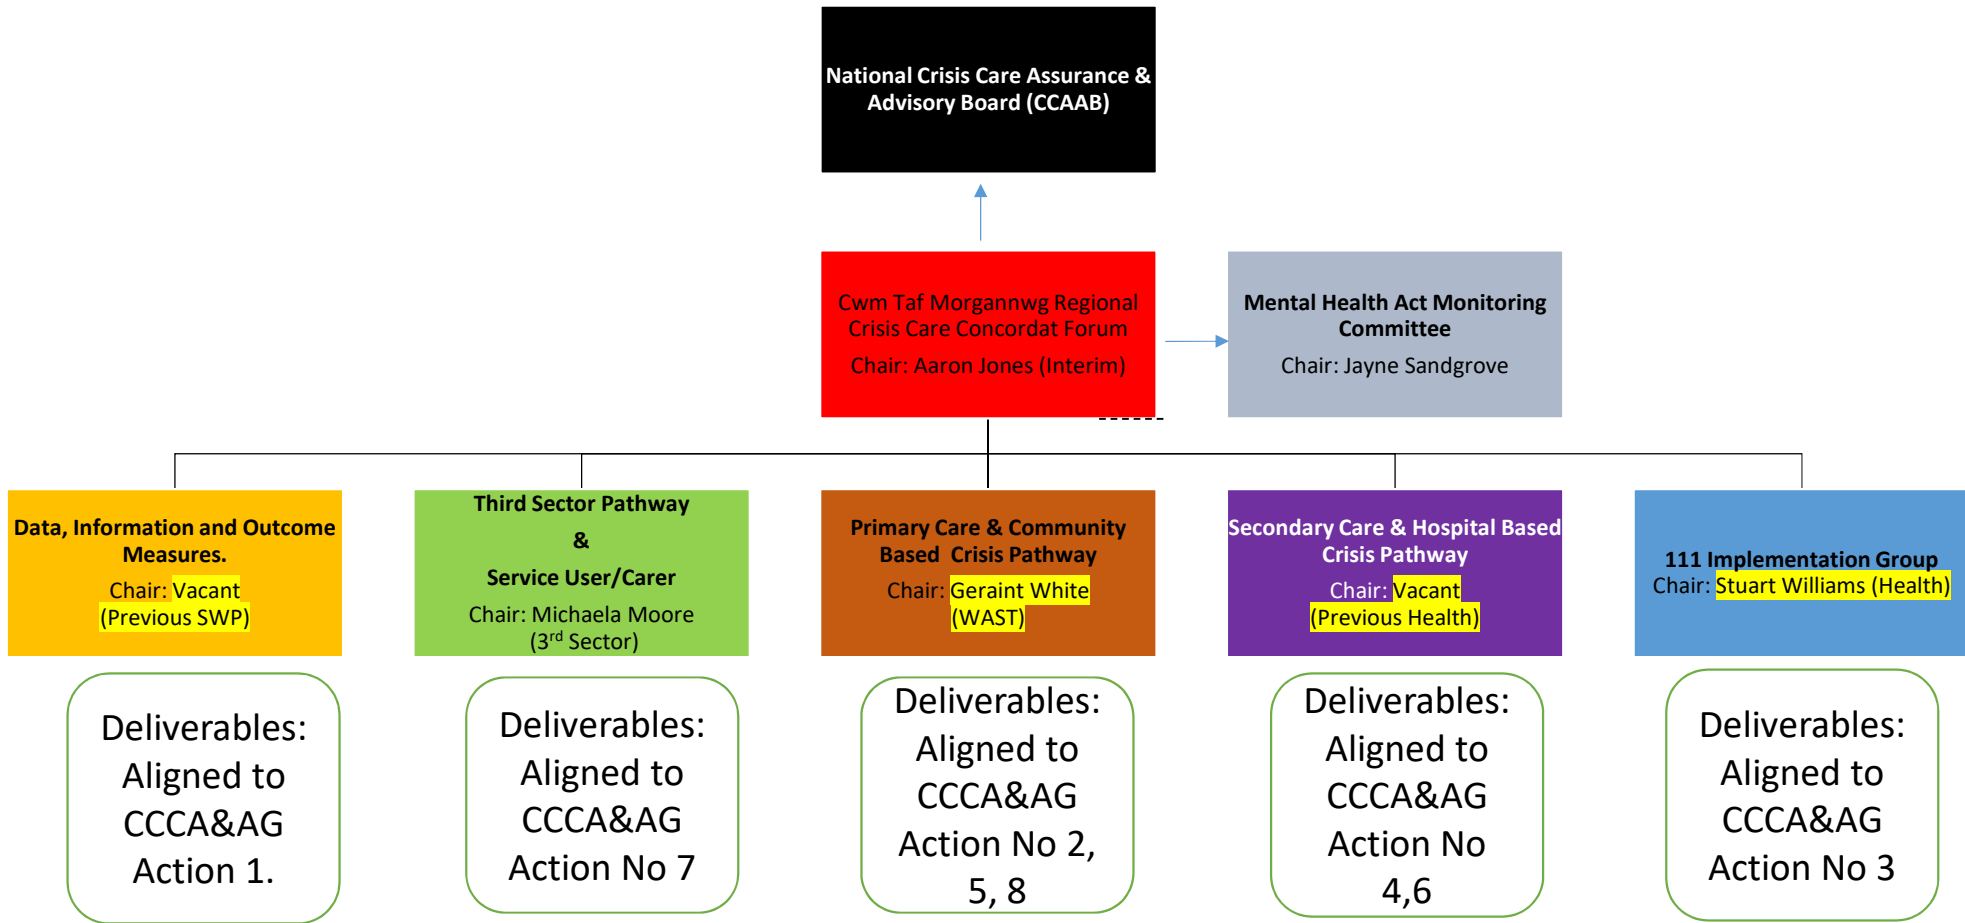 National Crisis Care Assurance &
Advisory Board (CCAAB)
Cwm Taf Morgannwg Regional
Crisis Care Concordat Forum
Chair: Aaron Jones (Interim)
Mental Health Act Monitoring
Committee
Chair: Jayne Sandgrove
Data, Information and Outcome
Measures.
Chair: Vacant
(Previous SWP)
Third Sector Pathway
&
Service User/Carer
Chair: Michaela Moore
(3rd Sector)
Primary Care & Community
Based Crisis Pathway
Chair: Geraint White
(WAST)
Secondary Care & Hospital Based
Crisis Pathway
Chair: Vacant
(Previous Health)
111 Implementation Group
Chair: Stuart Williams (Health)
Deliverables:
Aligned to
CCCA&AG
Action 1.
Deliverables:
Aligned to
CCCA&AG
Action No 7
Deliverables:
Aligned to
CCCA&AG
Action No 2,
5, 8
Deliverables:
Aligned to
CCCA&AG
Action No
4,6
Deliverables:
Aligned to
CCCA&AG
Action No 3